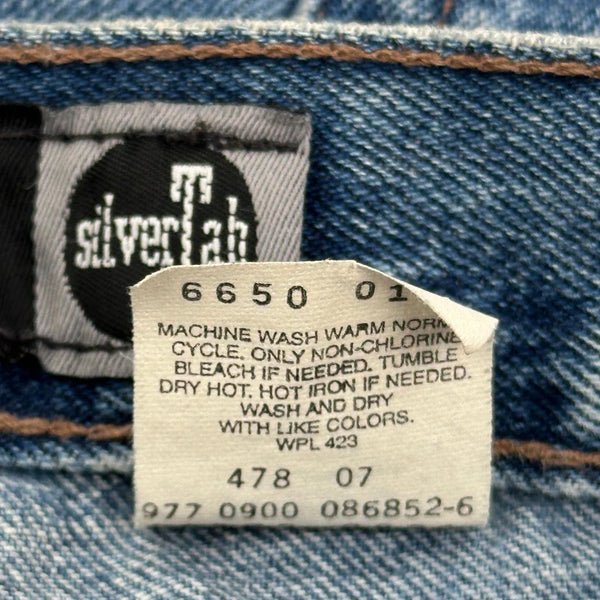 silverTab
6650 01
MACHINE WASH WARM NORM
CYCLE. ONLY NON-CHLORINE
BLEACH IF NEEDED. TUMBLE
DRY HOT. HOT IRON IF NEEDED.
WASH AND DRY
WITH LIKE COLORS.
WPL 423
478 07
977 0900 086852-6